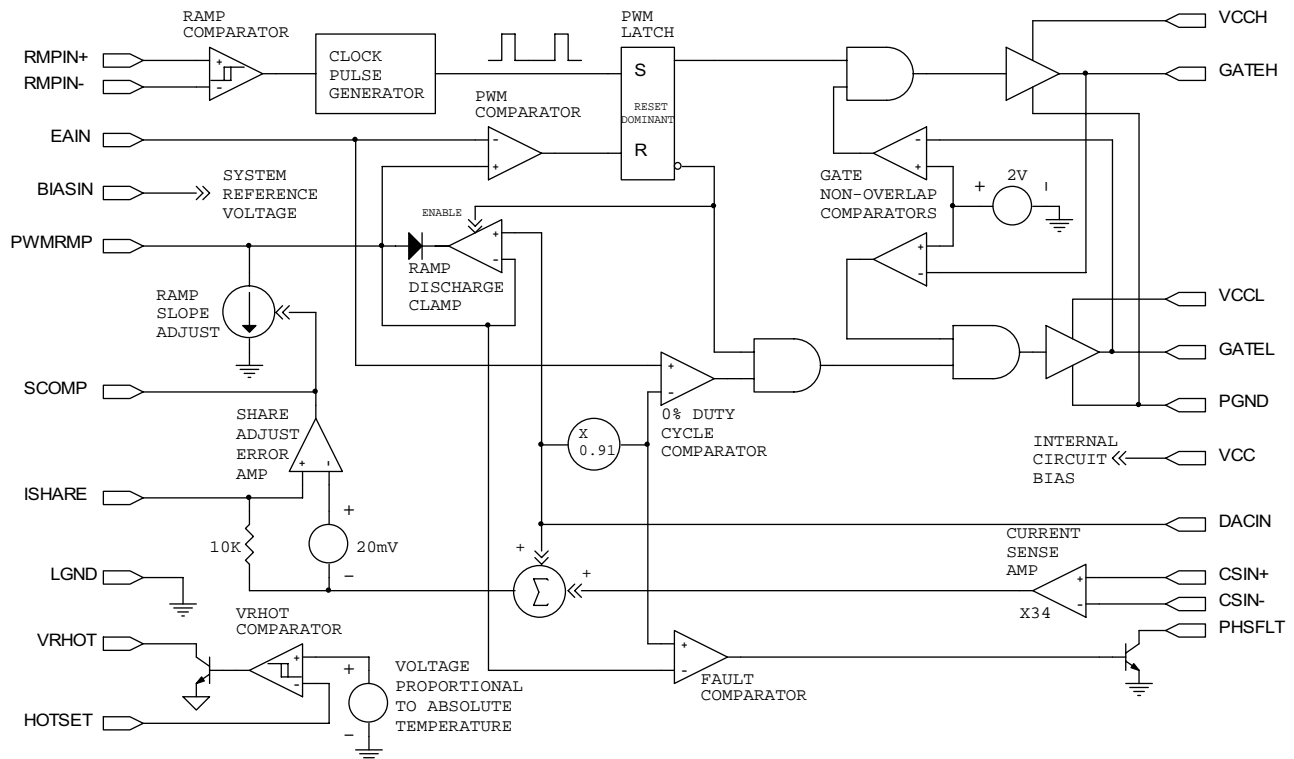 RAMP
COMPARATOR
RMPIN+
RMPIN-
+
-
CLOCK
PULSE
GENERATOR
PWM
LATCH
S
RESET
DOMINANT
R
VCCH
GATEH
EAIN
PWM
COMPARATOR
-
+
BIASIN
SYSTEM
REFERENCE
VOLTAGE
-
+
GATE
NON-OVERLAP
COMPARATORS
+
2V
-
PWMRMP
ENABLE
+
-
RAMP
DISCHARGE
CLAMP
+
-
RAMP
SLOPE
ADJUST
VCCL
GATEL
SCOMP
+
-
0% DUTY
CYCLE
COMPARATOR
PGND
SHARE
ADJUST
ERROR
AMP
+
-
X
0.91
INTERNAL
CIRCUIT
BIAS
VCC
ISHARE
+
10K
20mV
-
DACIN
CURRENT
SENSE
AMP
+
Σ
+
X34
+
-
CSIN+
CSIN-
LGND
VRHOT
COMPARATOR
VRHOT
+
-
+
-
VOLTAGE
PROPORTIONAL
TO ABSOLUTE
TEMPERATURE
HOTSET
+
-
FAULT
COMPARATOR
PHSFLT